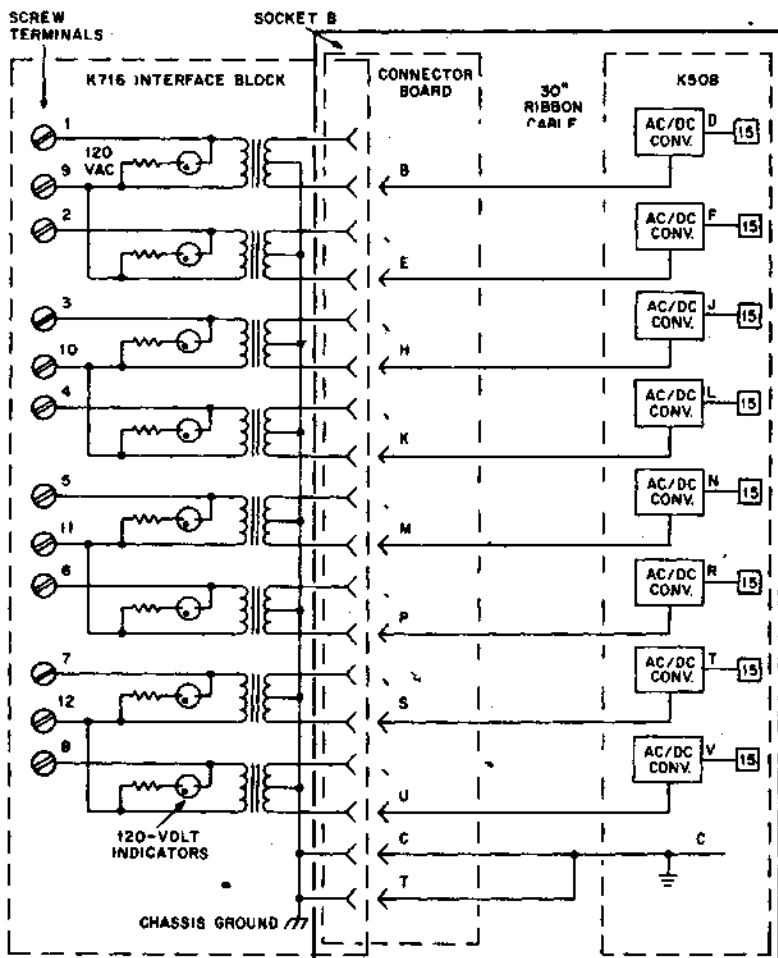 SCREW
TERMINALS
SOCKET B
K716 INTERFACE BLOCK
CONNECTOR
BOARD
30"
RIBBON
CABLE
K508
1
120
VAC
9
2
3
10
4
5
11
6
7
12
8
120-VOLT
INDICATORS
CHASSIS GROUND
B
E
H
K
M
P
S
U
C
T
AC/DC
CONV.
D
15
AC/DC
CONV.
F
15
AC/DC
CONV.
J
15
AC/DC
CONV.
L
15
AC/DC
CONV.
N
15
AC/DC
CONV.
R
15
AC/DC
CONV.
T
15
AC/DC
CONV.
V
15
C